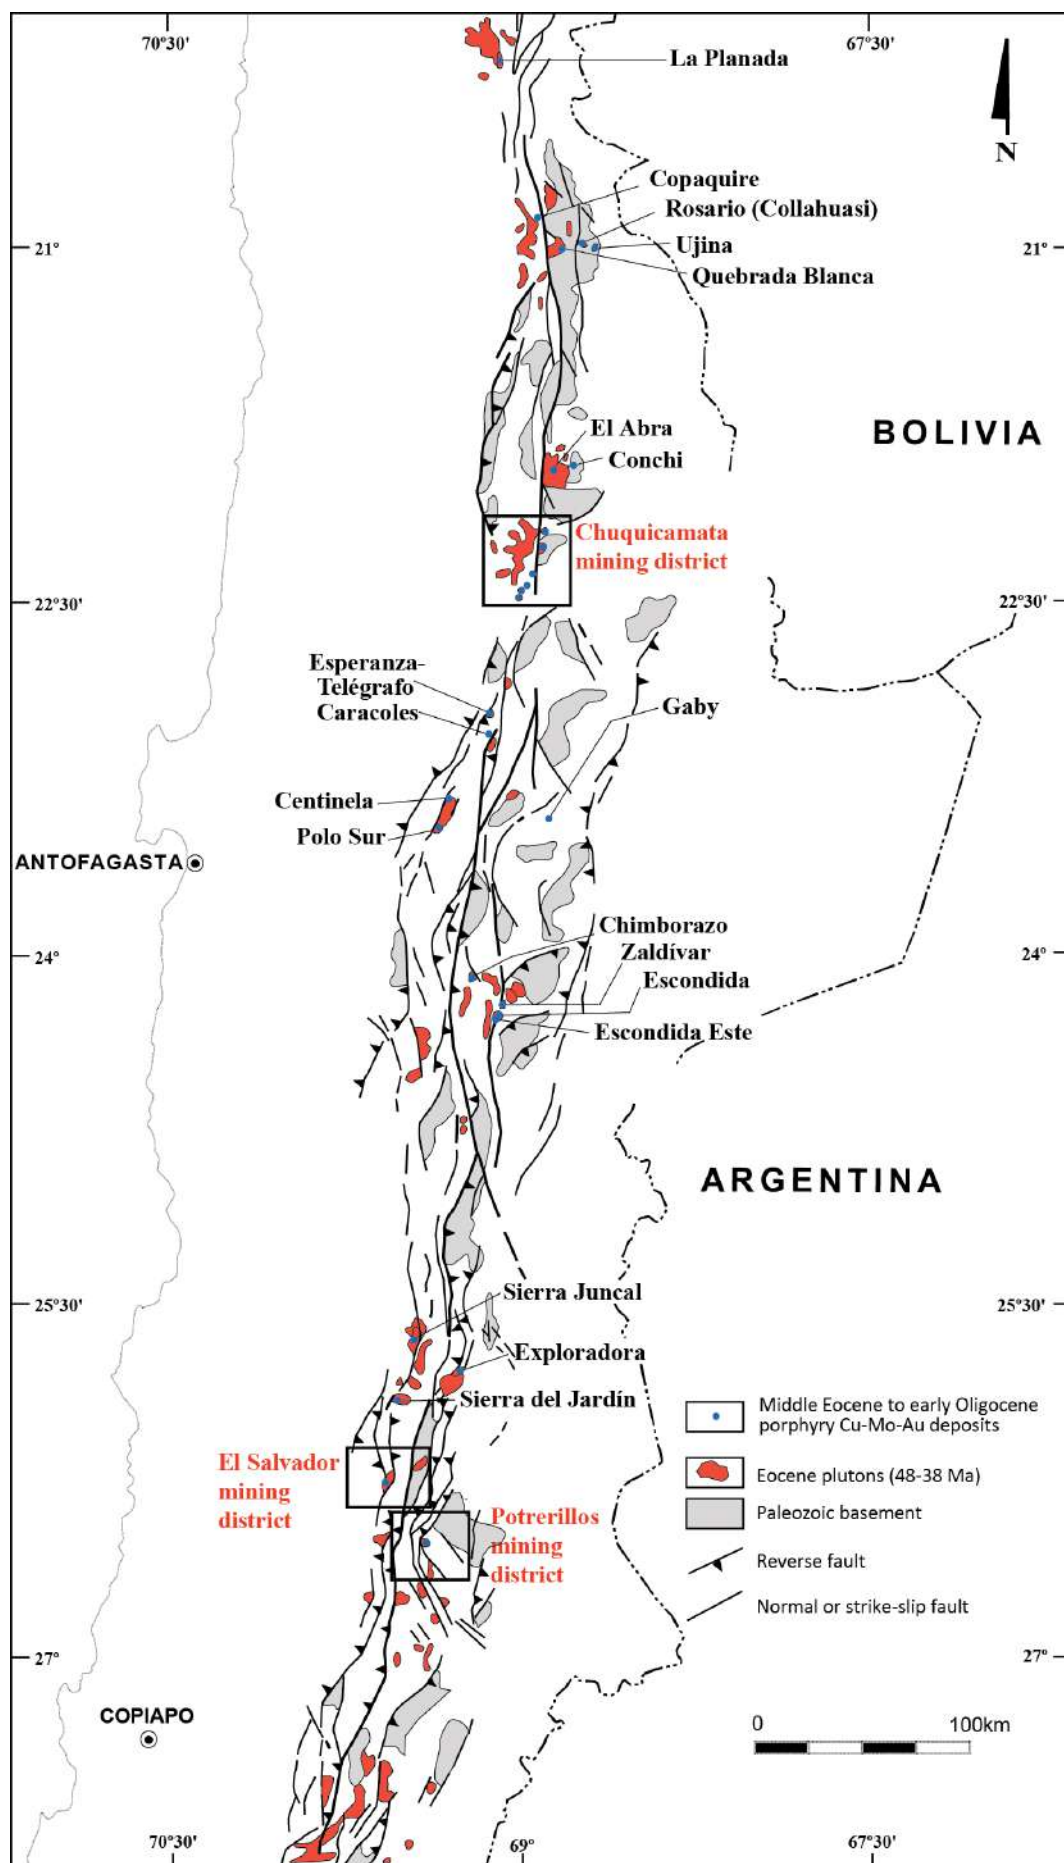 70°30'
67°30'
La Planada
N
Copaquire
Rosario (Collahuasi)
21°
Ujina
21°
Quebrada Blanca
BOLIVIA
El Abra
Conchi
Chuquicamata
mining district
22°30'
22°30'
Esperanza-
Telégrafo
Caracoles
Gaby
Centinela
Polo Sur
ANTOFAGASTA
Chimborazo
Zaldívar
24°
24°
Escondida
Escondida Este
ARGENTINA
Sierra Juncal
25°30'
25°30'
Exploradora
Sierra del Jardín
Middle Eocene to early Oligocene
porphyry Cu-Mo-Au deposits
El Salvador
mining
district
Eocene plutons (48-38 Ma)
Potrerillos
mining
district
Paleozoic basement
Reverse fault
Normal or strike-slip fault
27°
27°
COPIAPO
0
100km
70°30'
69°
67°30'